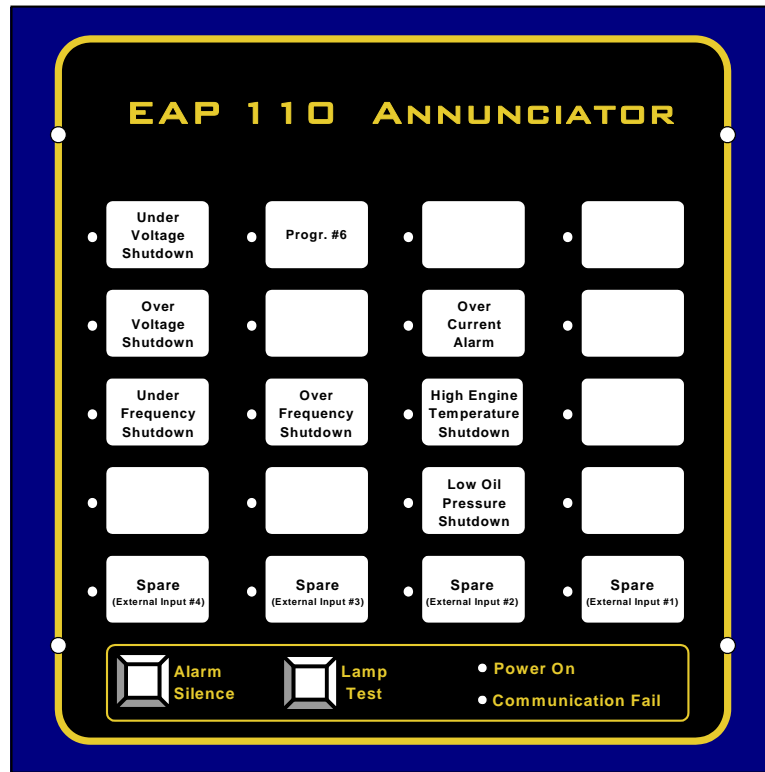 EAP 110 ANNUNCIATOR
Under
Voltage
Shutdown
Progr. #6
Over
Voltage
Shutdown
Over
Current
Alarm
Under
Frequency
Shutdown
Over
Frequency
Shutdown
High Engine
Temperature
Shutdown
Low Oil
Pressure
Shutdown
Spare
(External Input #4)
Spare
(External Input #3)
Spare
(External Input #2)
Spare
(External Input #1)
Alarm
Silence
Lamp
Test
Power On
Communication Fail